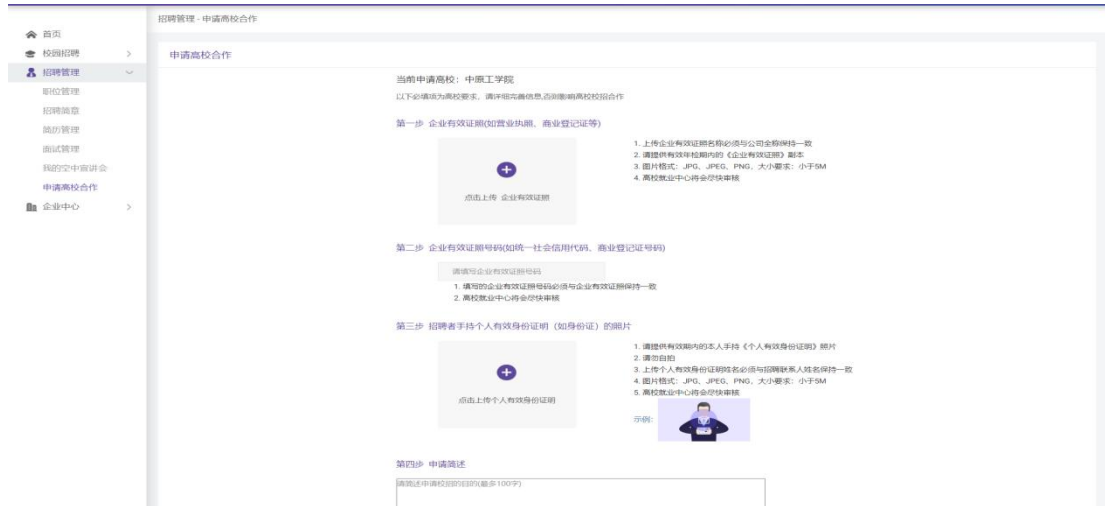 招聘管理 - 申请高校合作
首页
校园招聘
招聘管理
职位管理
招聘简章
简历管理
面试管理
我的空中宣讲会
申请高校合作
企业中心
申请高校合作
当前申请高校：中原工学院
以下必填项为高校要求，请详细完善信息,否则影响高校校招合作
第一步 企业有效证照(如营业执照、商业登记证等)
点击上传 企业有效证照
1. 上传企业有效证照名称必须与公司全称保持一致
2. 请提供有效年检期内的《企业有效证照》副本
3. 图片格式：JPG、JPEG、PNG，大小要求：小于5M
4. 高校就业中心将会尽快审核
第二步 企业有效证照号码(如统一社会信用代码、商业登记证号码)
请填写企业有效证照号码
1. 填写的企业有效证照号码必须与企业有效证照保持一致
2. 高校就业中心将会尽快审核
第三步 招聘者手持个人有效身份证明（如身份证）的照片
点击上传个人有效身份证明
1. 请提供有效期内的本人手持《个人有效身份证明》照片
2. 请勿自拍
3. 上传个人有效身份证明姓名必须与招聘联系人姓名保持一致
4. 图片格式：JPG、JPEG、PNG，大小要求：小于5M
5. 高校就业中心将会尽快审核
示例：
第四步 申请简述
请简述申请校招的目的(最多100字)